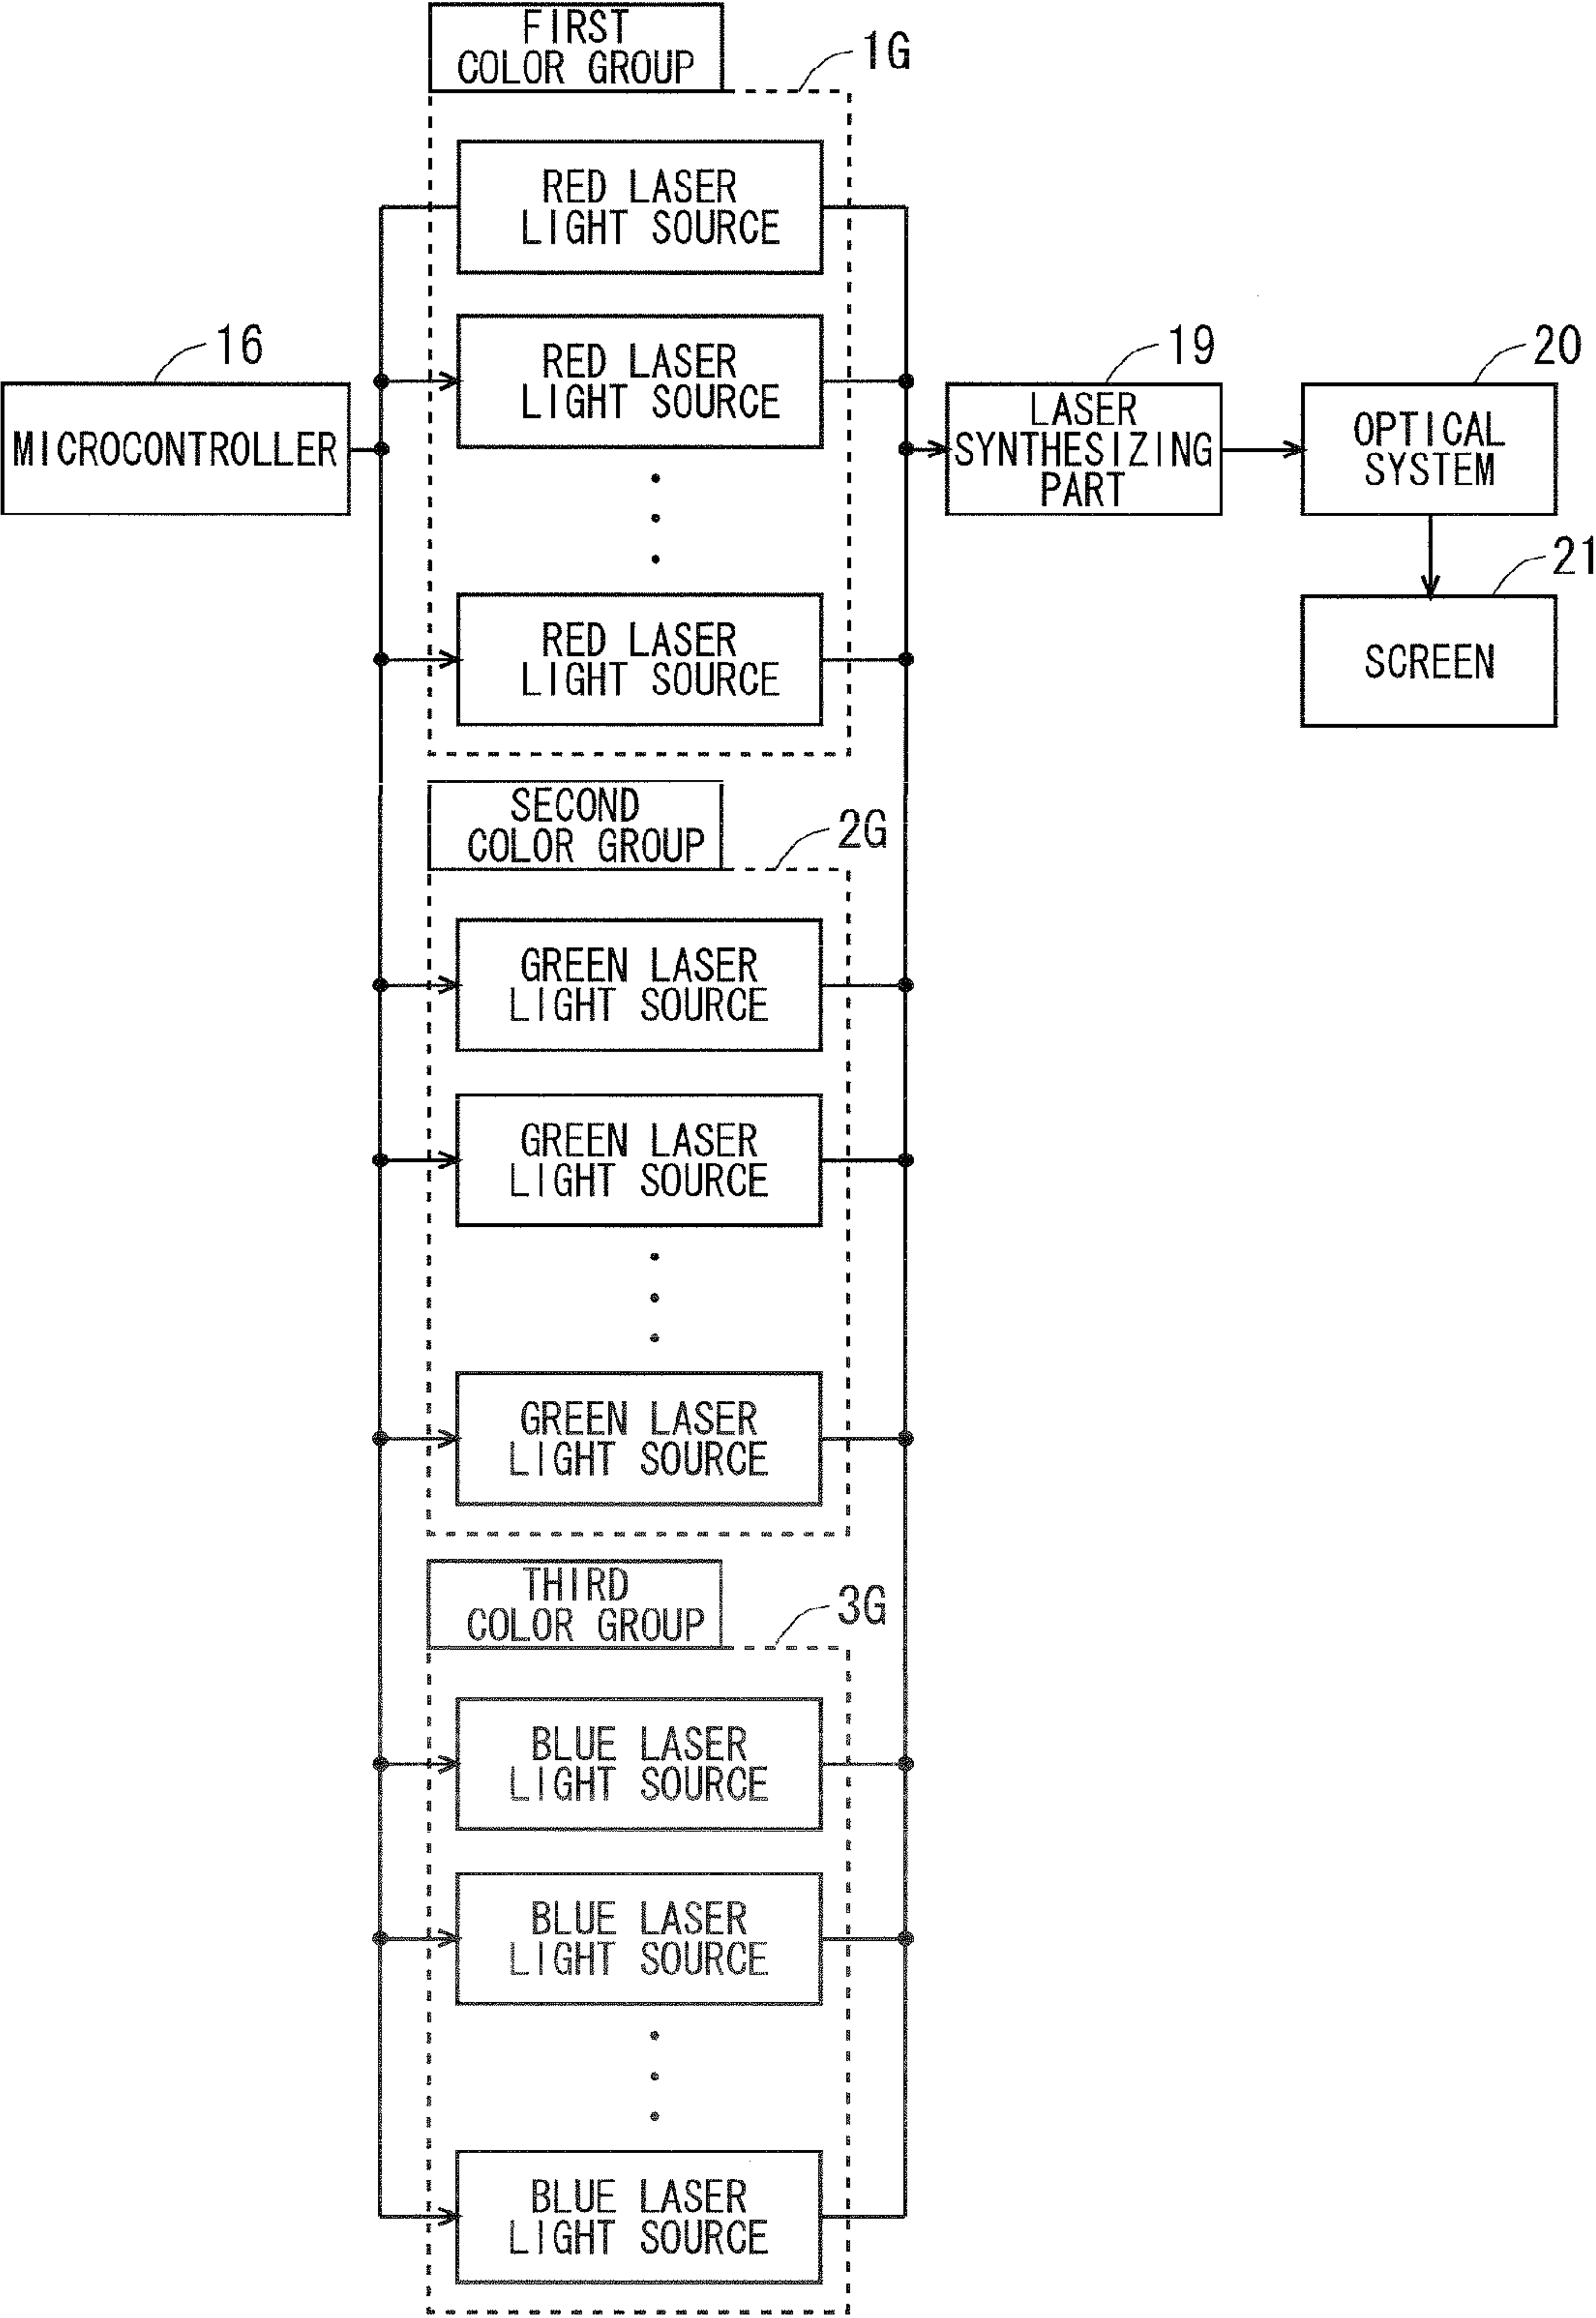 FIRST
COLOR GROUP
1G
RED LASER
LIGHT SOURCE
16
MICROCONTROLLER
RED LASER
LIGHT SOURCE
19
LASER
SYNTHESIZING
PART
20
OPTICAL
SYSTEM
21
SCREEN
RED LASER
LIGHT SOURCE
SECOND
COLOR GROUP
2G
GREEN LASER
LIGHT SOURCE
GREEN LASER
LIGHT SOURCE
GREEN LASER
LIGHT SOURCE
THIRD
COLOR GROUP
3G
BLUE LASER
LIGHT SOURCE
BLUE LASER
LIGHT SOURCE
BLUE LASER
LIGHT SOURCE